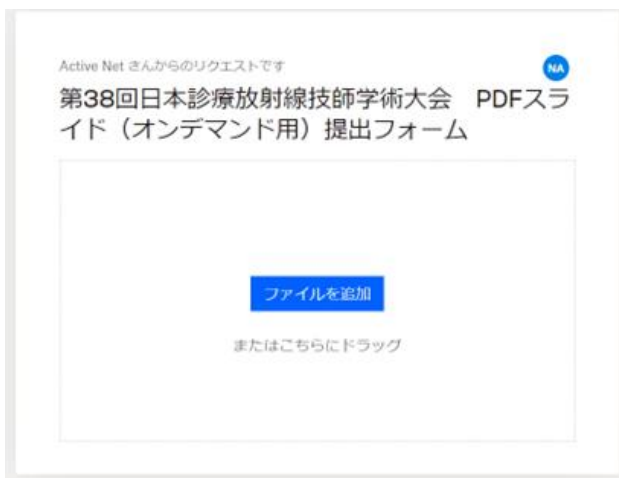 Active Net さんからのリクエストです
NA
第38回日本診療放射線技師学術大会　PDFスラ
イド（オンデマンド用）提出フォーム
ファイルを追加
またはこちらにドラッグ